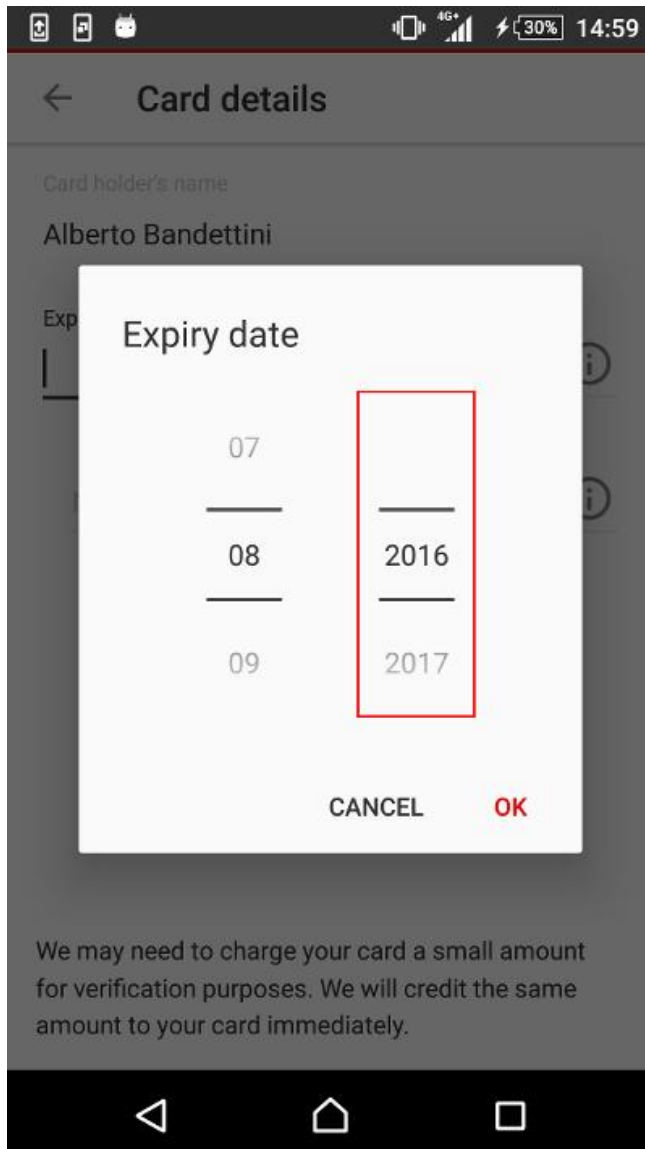 4G+
30% 14:59
Card details
Card holder's name
Alberto Bandettini
Exp
Expiry date
07
08 2016
09 2017
CANCEL OK
We may need to charge your card a small amount
for verification purposes. We will credit the same
amount to your card immediately.